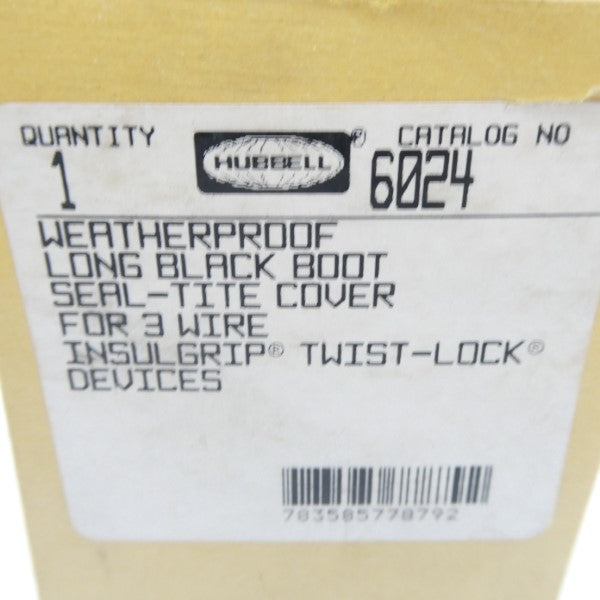 QUANTITY HUBBELL® CATALOG NO
1 6024
WEATHERPROOF
LONG BLACK BOOT
SEAL-TITE COVER
FOR 3 WIRE
INSULGRIP® TWIST-LOCK®
DEVICES
783585778792